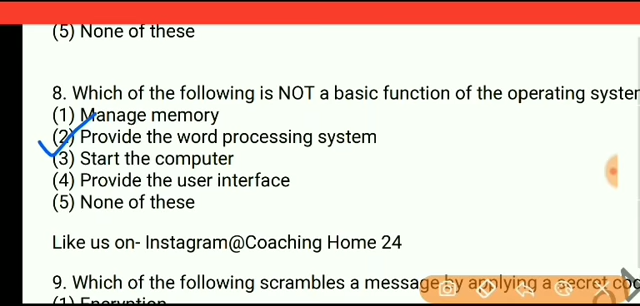 (5) None of these
8. Which of the following is NOT a basic function of the operating
(1) Manage memory
(2) Provide the word processing system
(3) Start the computer
(4) Provide the user interface
(5) None of these
Like us on- Instagram@Coaching Home 24
9. Which of the following scrambles a message by applying a secret
(1) Encryption